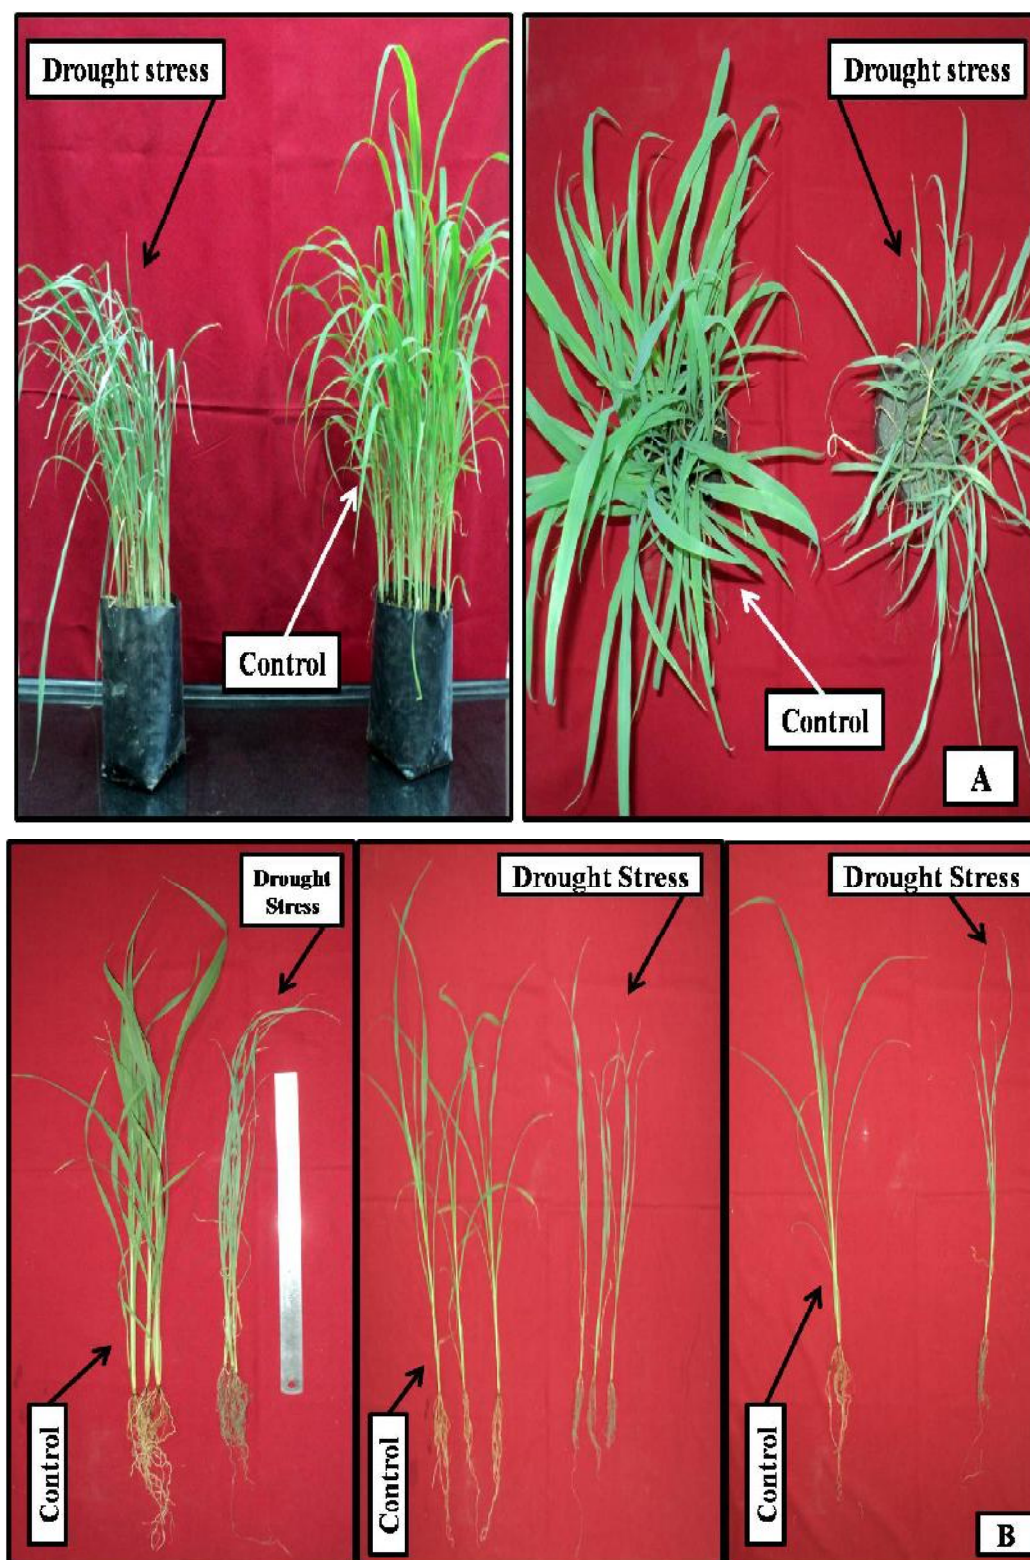 Drought stress
Control
Drought stress
Control
A
Drought
Stress
Control
Drought Stress
Control
Drought Stress
Control
B